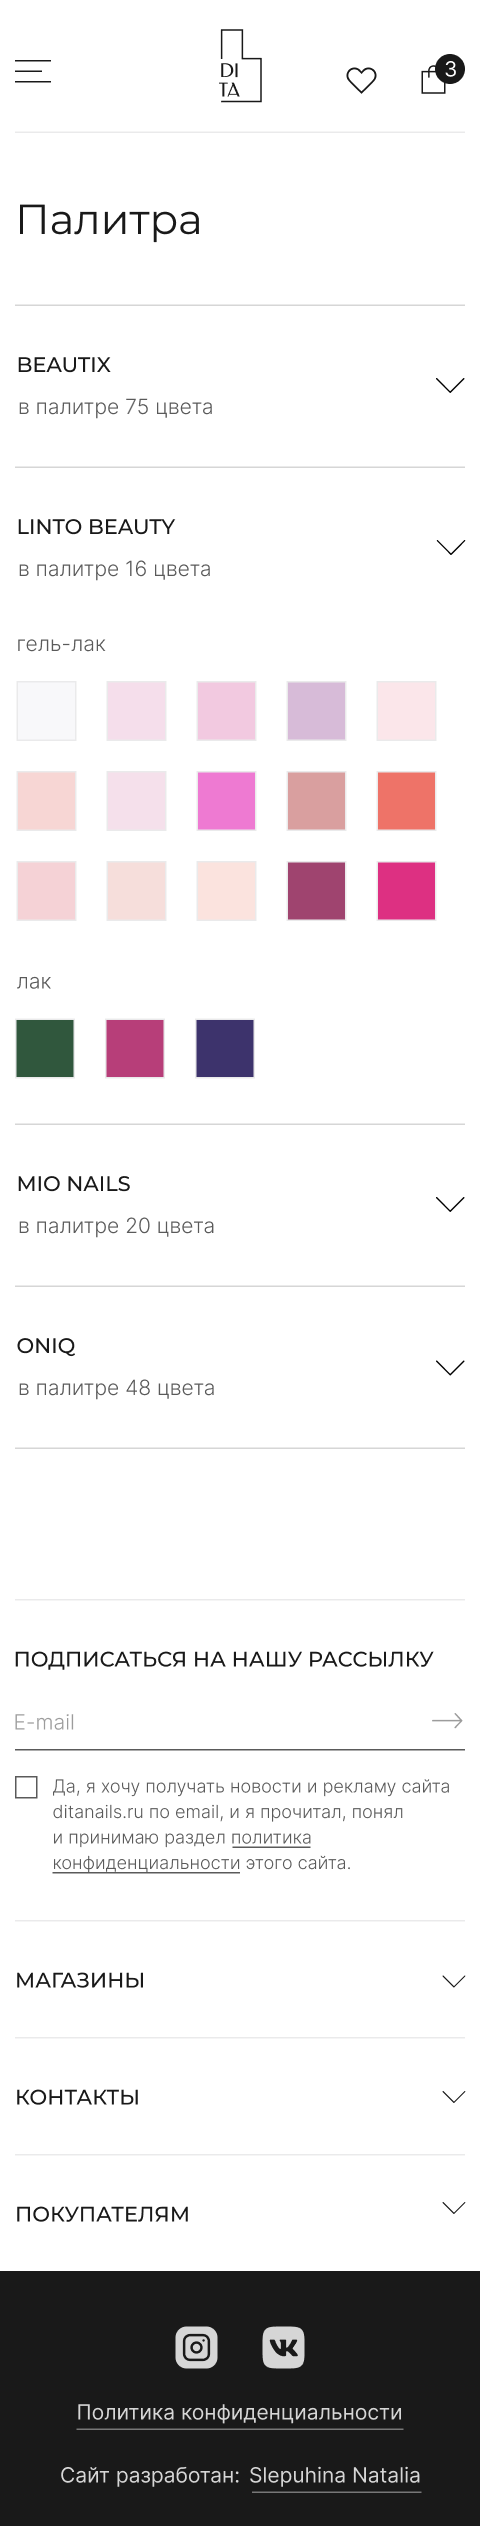 DI
TA
3
Палитра
BEAUTIX
в палитре 75 цвета
LINTO BEAUTY
в палитре 16 цвета
гель-лак
лак
MIO NAILS
в палитре 20 цвета
ONIQ
в палитре 48 цвета
ПОДПИСАТЬСЯ НА НАШУ РАССЫЛКУ
E-mail
Да, я хочу получать новости и рекламу сайта
ditanails.ru по email, и я прочитал, понял
и принимаю раздел политика
конфиденциальности этого сайта.
МАГАЗИНЫ
КОНТАКТЫ
ПОКУПАТЕЛЯМ
Политика конфиденциальности
Сайт разработан: Slepuhina Natalia